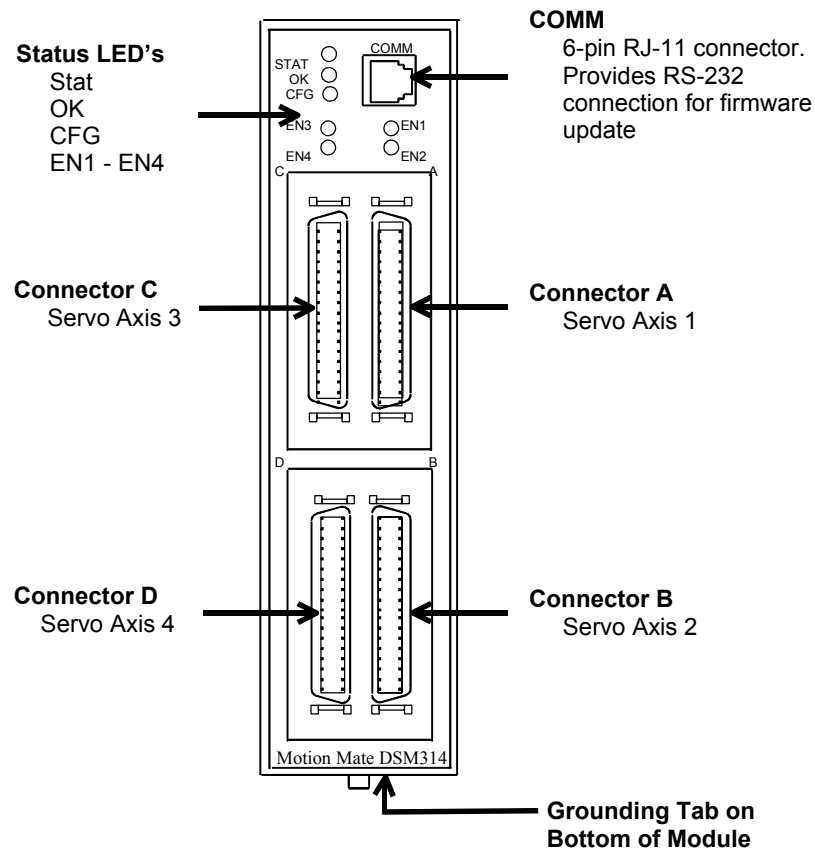 Status LED's
Stat
OK
CFG
EN1 - EN4
COMM
6-pin RJ-11 connector.
Provides RS-232
connection for firmware
update
STAT
OK
CFG
COMM
EN3
EN1
EN4
EN2
C
A
Connector C
Servo Axis 3
Connector A
Servo Axis 1
D
B
Connector D
Servo Axis 4
Connector B
Servo Axis 2
Motion Mate DSM314
Grounding Tab on
Bottom of Module